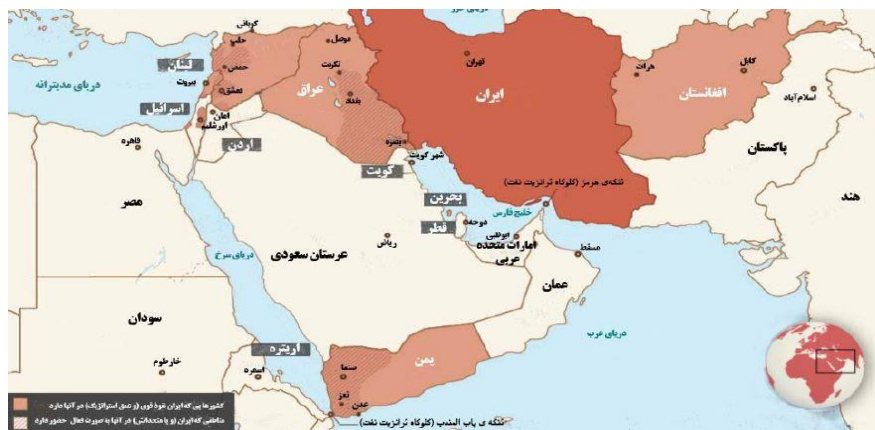 دریای خزر
کوبانی
حلب
موصل
تهران
هرات
کابل
لبنان
حمص
تکریت
دریای مدیترانه
بیروت
دمشق
عراق
بغداد
ایران
افغانستان
اسلام‌آباد
اسرائیل
امان
اورشلیم
قاهره
اردن
بصره
شهر کویت
پاکستان
کویت
تنگه‌ی هرمز (گلوگاه ترانزیت نفت)
مصر
بحرین
خلیج فارس
هند
قطر
دوحه
ابوظبی
ریاض
امارات متحده
عربی
مسقط
دریای سرخ
عرستان سعودی
عمان
سودان
دریای عرب
اریتره
یمن
خارطوم
اسمره
صنعا
تعز
عدن
کشورهایی که ایران نفوذ قوی (و عمق استراتژیک) در آنها دارد
مناطقی که ایران (و یا متحدانش) در آنها به صورت فعال حضور دارد
تنگه ی باب المندب (گلوگاه ترانزیت نفت)